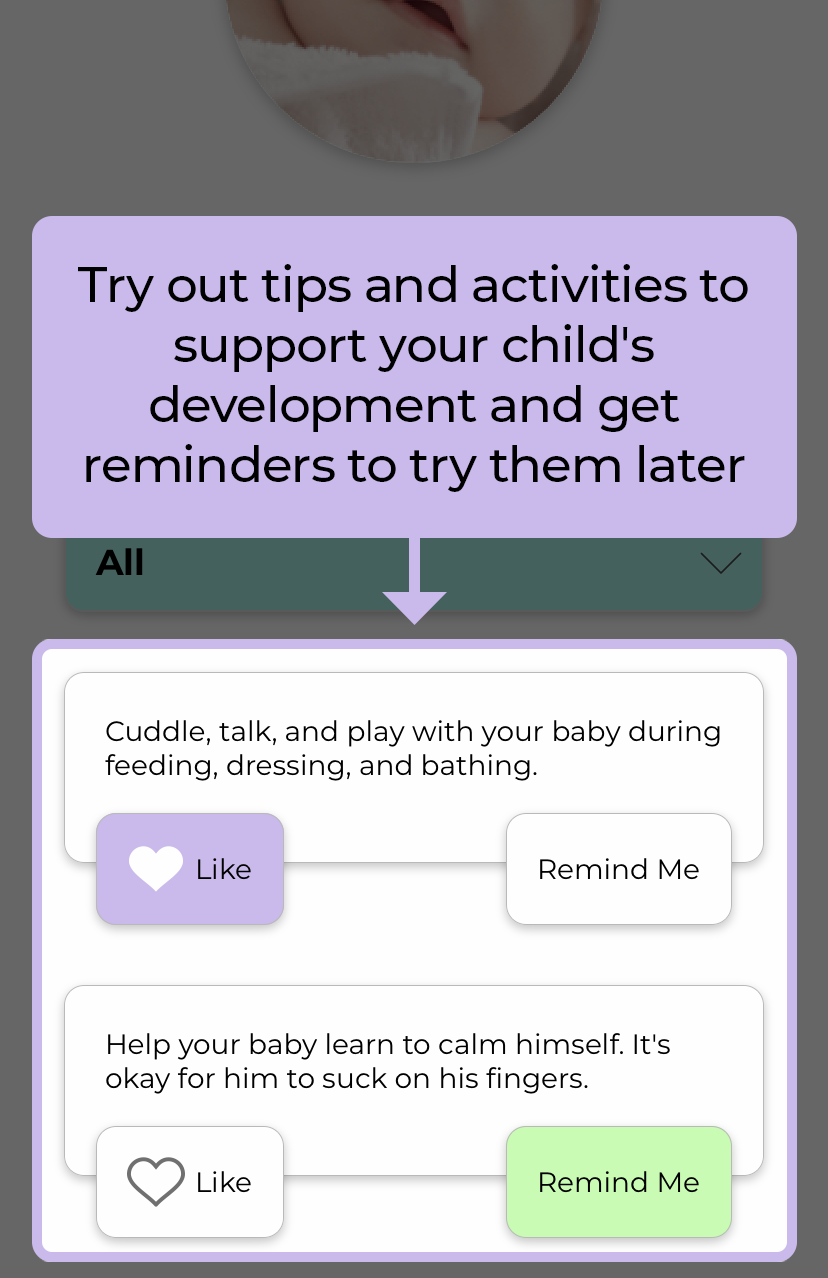 Try out tips and activities to
support your child's
development and get
reminders to try them later
All
Cuddle, talk, and play with your baby during
feeding, dressing, and bathing.
Like
Remind Me
Help your baby learn to calm himself. It's
okay for him to suck on his fingers.
Like
Remind Me